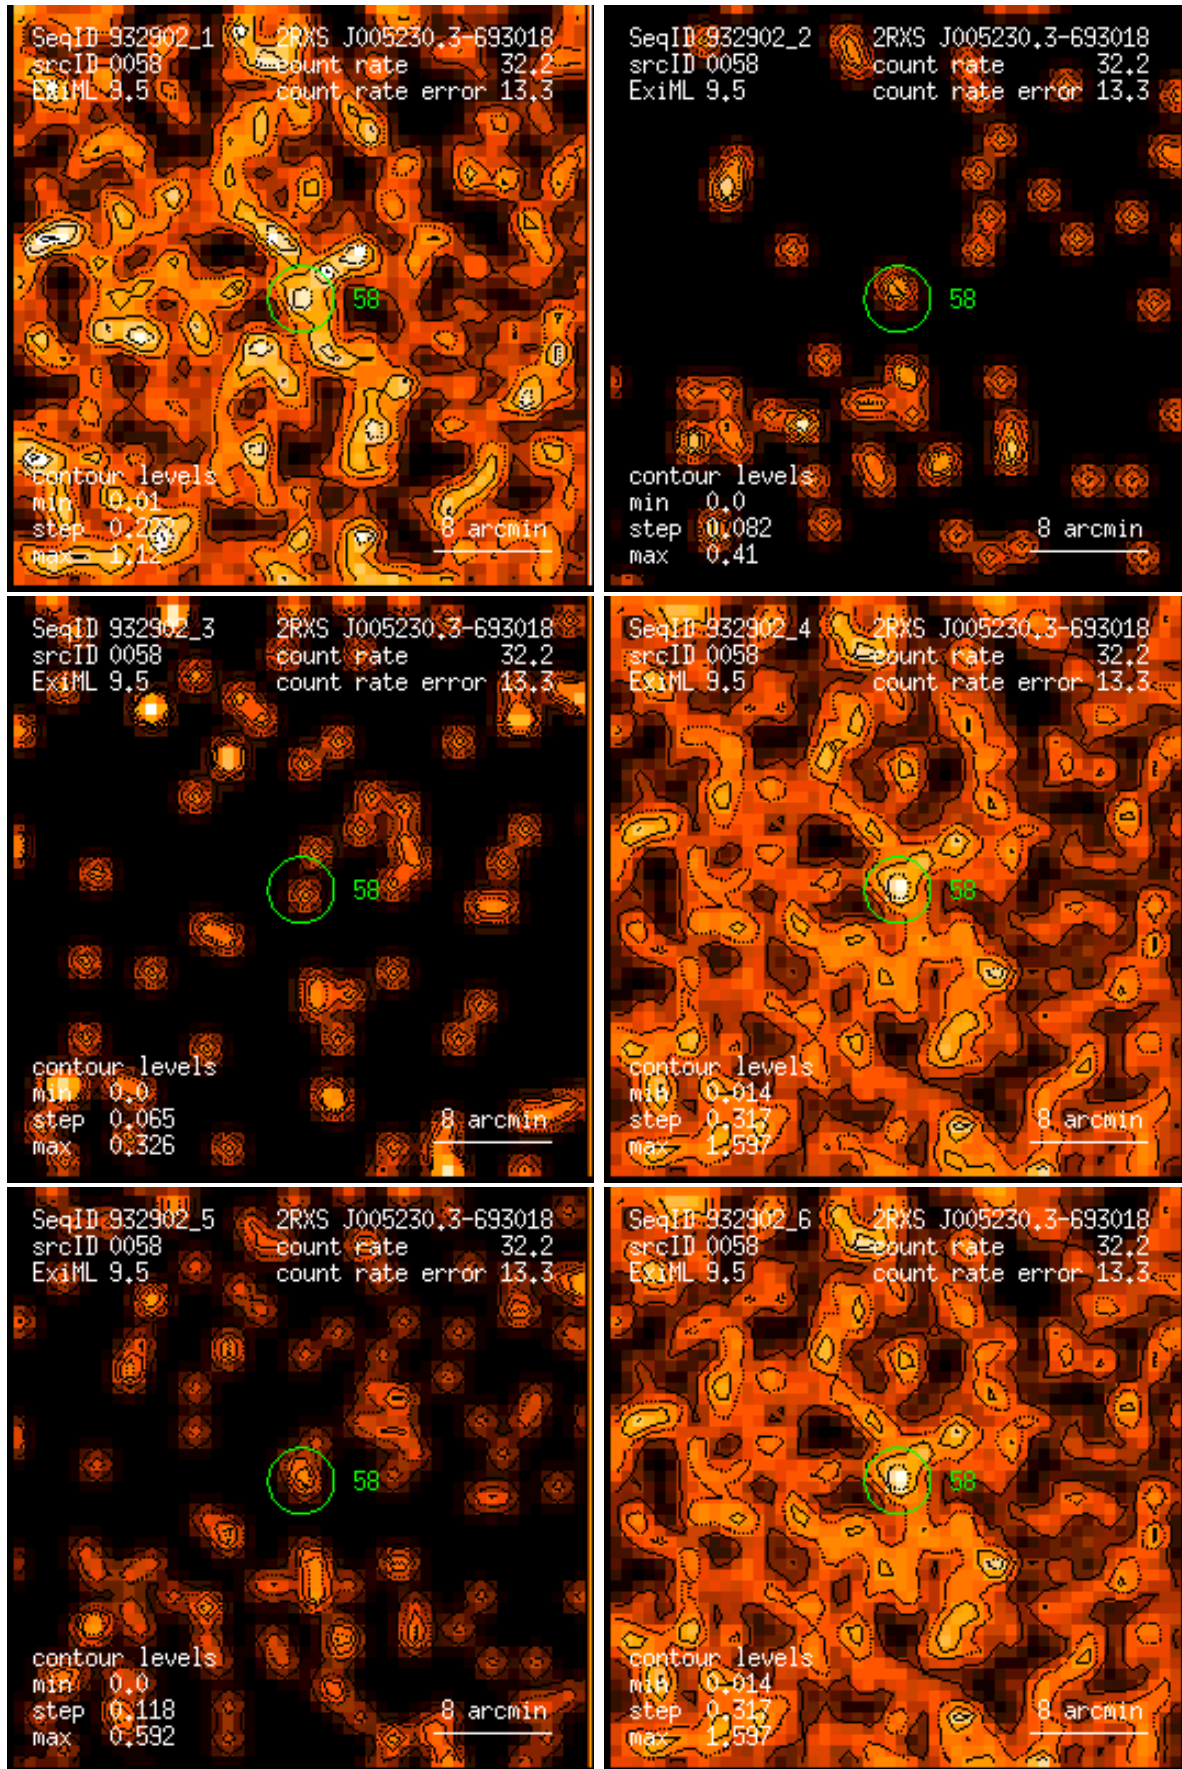 SeqID 932902_1 2RXS J005230.3-693018
srcID 0058 count rate 32.2
ExiML 9.5 count rate error 13.3
58
contour levels
min 0.01
step 0.222
max 1.12
8 arcmin
SeqID 932902_2 2RXS J005230.3-693018
srcID 0058 count rate 32.2
ExiML 9.5 count rate error 13.3
58
contour levels
min 0.0
step 0.082
max 0.41
8 arcmin
SeqID 932902_3 2RXS J005230.3-693018
srcID 0058 count rate 32.2
ExiML 9.5 count rate error 13.3
58
contour levels
min 0.0
step 0.065
max 0.326
8 arcmin
SeqID 932902_4 2RXS J005230.3-693018
srcID 0058 count rate 32.2
ExiML 9.5 count rate error 13.3
58
contour levels
min 0.014
step 0.317
max 1.597
8 arcmin
SeqID 932902_5 2RXS J005230.3-693018
srcID 0058 count rate 32.2
ExiML 9.5 count rate error 13.3
58
contour levels
min 0.0
step 0.118
max 0.592
8 arcmin
SeqID 932902_6 2RXS J005230.3-693018
srcID 0058 count rate 32.2
ExiML 9.5 count rate error 13.3
58
contour levels
min 0.014
step 0.317
max 1.597
8 arcmin